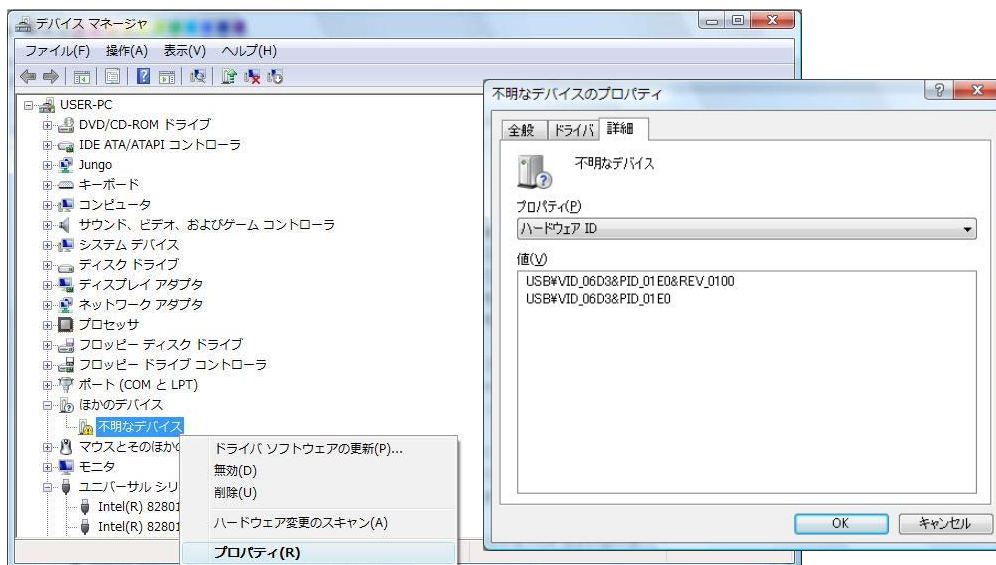 デバイス マネージャ
ファイル(F) 操作(A) 表示(V) ヘルプ(H)
USER-PC
DVD/CD-ROM ドライブ
IDE ATA/ATAPI コントローラ
Jungo
キーボード
コンピュータ
サウンド、ビデオ、およびゲーム コントローラ
システム デバイス
ディスク ドライブ
ディスプレイ アダプタ
ネットワーク アダプタ
プロセッサ
フロッピー ディスク ドライブ
フロッピー ドライブ コントローラ
ポート (COM と LPT)
ほかのデバイス
不明なデバイス
マウスとそのほかの
モニタ
ユニバーサル シリ
Intel(R) 82801
Intel(R) 82801
ドライバ ソフトウェアの更新(P)...
無効(D)
削除(U)
ハードウェア変更のスキャン(A)
プロパティ(R)
不明なデバイスのプロパティ
全般 ドライバ 詳細
不明なデバイス
プロパティ(P)
ハードウェア ID
値(V)
USB¥VID_06D3&PID_01E0&REV_0100
USB¥VID_06D3&PID_01E0
OK キャンセル